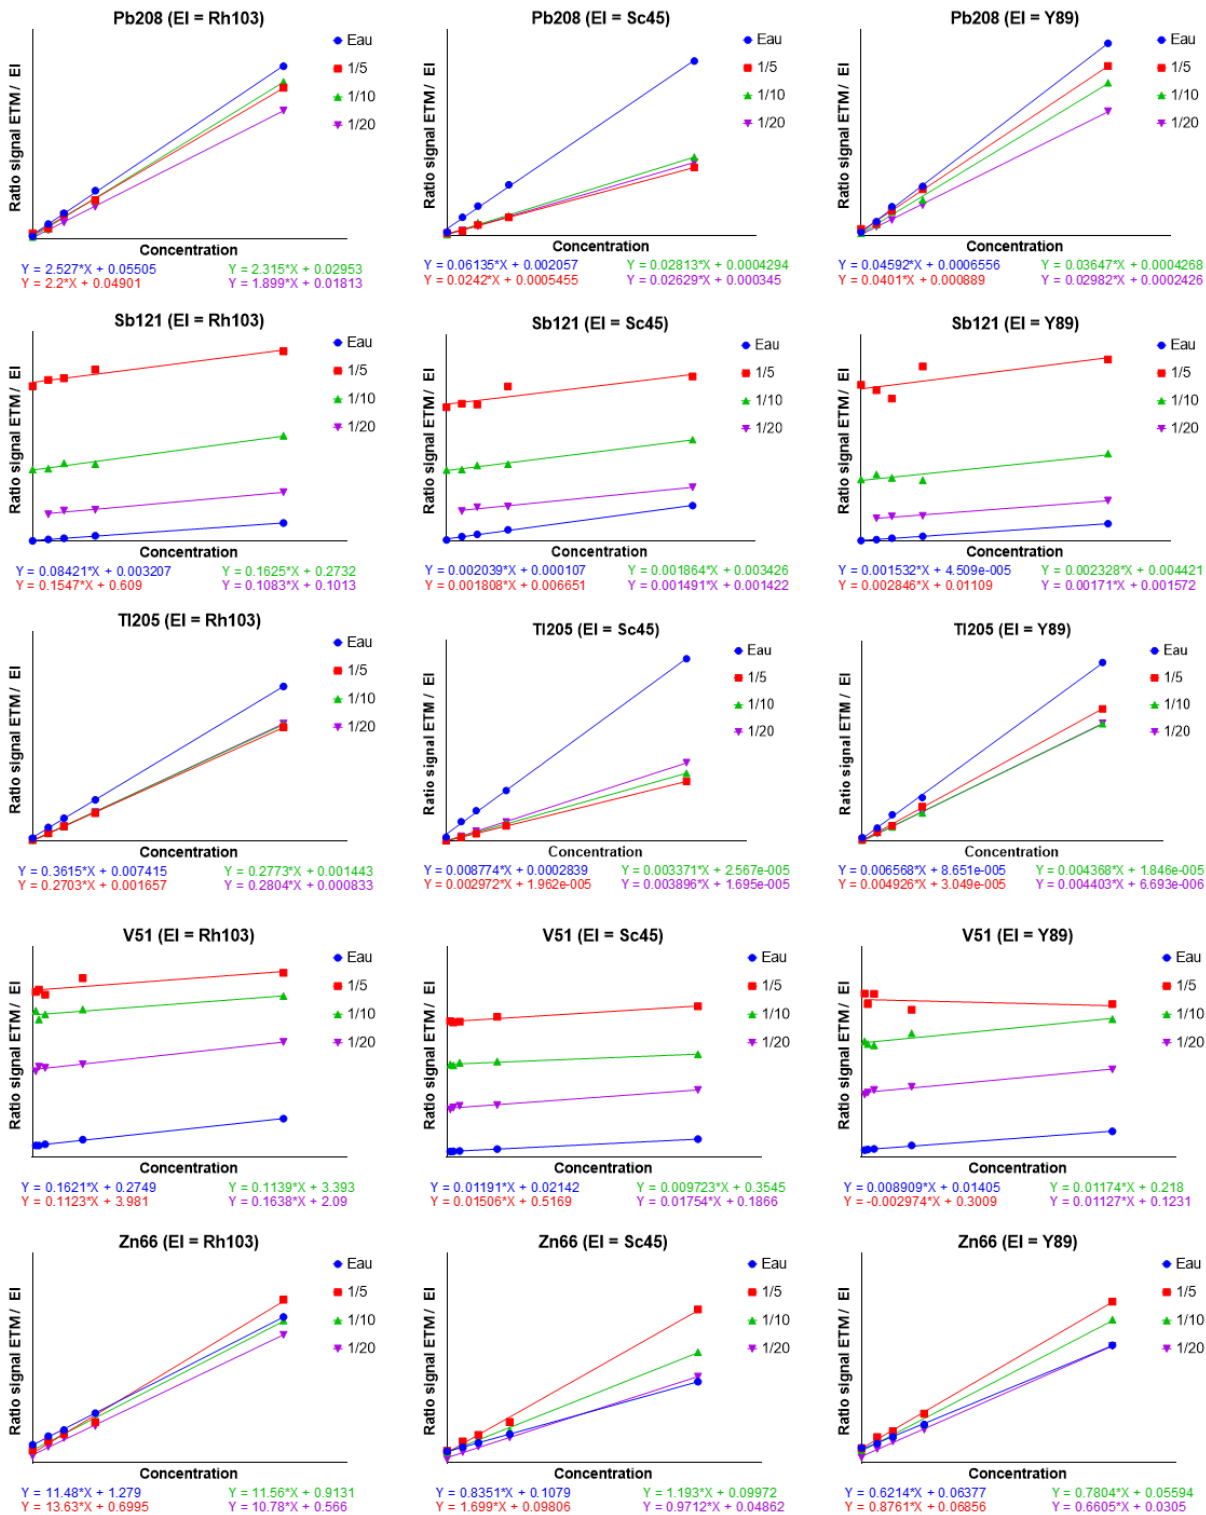 Pb208 (EI = Rh103)
Ratio signal ETM / EI
Eau
1/5
1/10
1/20
Concentration
Y = 2.527*X + 0.05505
Y = 2.315*X + 0.02953
Y = 2.2*X + 0.04901
Y = 1.899*X + 0.01813
Pb208 (EI = Sc45)
Ratio signal ETM / EI
Eau
1/5
1/10
1/20
Concentration
Y = 0.06135*X + 0.002057
Y = 0.02813*X + 0.0004294
Y = 0.0242*X + 0.0005455
Y = 0.02629*X + 0.000345
Pb208 (EI = Y89)
Ratio signal ETM / EI
Eau
1/5
1/10
1/20
Concentration
Y = 0.04592*X + 0.0006556
Y = 0.03647*X + 0.0004268
Y = 0.0401*X + 0.000889
Y = 0.02982*X + 0.0002426
Sb121 (EI = Rh103)
Ratio signal ETM / EI
Eau
1/5
1/10
1/20
Concentration
Y = 0.08421*X + 0.003207
Y = 0.1625*X + 0.2732
Y = 0.1547*X + 0.609
Y = 0.1083*X + 0.1013
Sb121 (EI = Sc45)
Ratio signal ETM / EI
Eau
1/5
1/10
1/20
Concentration
Y = 0.002039*X + 0.000107
Y = 0.001864*X + 0.003426
Y = 0.001808*X + 0.006651
Y = 0.001491*X + 0.001422
Sb121 (EI = Y89)
Ratio signal ETM / EI
Eau
1/5
1/10
1/20
Concentration
Y = 0.001532*X + 4.509e-005
Y = 0.002328*X + 0.004421
Y = 0.002846*X + 0.01109
Y = 0.00171*X + 0.001572
Tl205 (EI = Rh103)
Ratio signal ETM / EI
Eau
1/5
1/10
1/20
Concentration
Y = 0.3615*X + 0.007415
Y = 0.2773*X + 0.001443
Y = 0.2703*X + 0.001657
Y = 0.2804*X + 0.000833
Tl205 (EI = Sc45)
Ratio signal ETM / EI
Eau
1/5
1/10
1/20
Concentration
Y = 0.008774*X + 0.0002839
Y = 0.003371*X + 2.567e-005
Y = 0.002972*X + 1.962e-005
Y = 0.003896*X + 1.695e-005
Tl205 (EI = Y89)
Ratio signal ETM / EI
Eau
1/5
1/10
1/20
Concentration
Y = 0.006568*X + 8.651e-005
Y = 0.004368*X + 1.846e-005
Y = 0.004926*X + 3.049e-005
Y = 0.004403*X + 6.693e-006
V51 (EI = Rh103)
Ratio signal ETM / EI
Eau
1/5
1/10
1/20
Concentration
Y = 0.1621*X + 0.2749
Y = 0.1139*X + 3.393
Y = 0.1123*X + 3.981
Y = 0.1638*X + 2.09
V51 (EI = Sc45)
Ratio signal ETM / EI
Eau
1/5
1/10
1/20
Concentration
Y = 0.01191*X + 0.02142
Y = 0.009723*X + 0.3545
Y = 0.01506*X + 0.5169
Y = 0.01754*X + 0.1866
V51 (EI = Y89)
Ratio signal ETM / EI
Eau
1/5
1/10
1/20
Concentration
Y = 0.008909*X + 0.01405
Y = 0.01174*X + 0.218
Y = -0.002974*X + 0.3009
Y = 0.01127*X + 0.1231
Zn66 (EI = Rh103)
Ratio signal ETM / EI
Eau
1/5
1/10
1/20
Concentration
Y = 11.48*X + 1.279
Y = 11.56*X + 0.9131
Y = 13.63*X + 0.6995
Y = 10.78*X + 0.566
Zn66 (EI = Sc45)
Ratio signal ETM / EI
Eau
1/5
1/10
1/20
Concentration
Y = 0.8351*X + 0.1079
Y = 1.193*X + 0.09972
Y = 1.699*X + 0.09806
Y = 0.9712*X + 0.04862
Zn66 (EI = Y89)
Ratio signal ETM / EI
Eau
1/5
1/10
1/20
Concentration
Y = 0.6214*X + 0.06377
Y = 0.7804*X + 0.05594
Y = 0.8761*X + 0.06856
Y = 0.6605*X + 0.0305